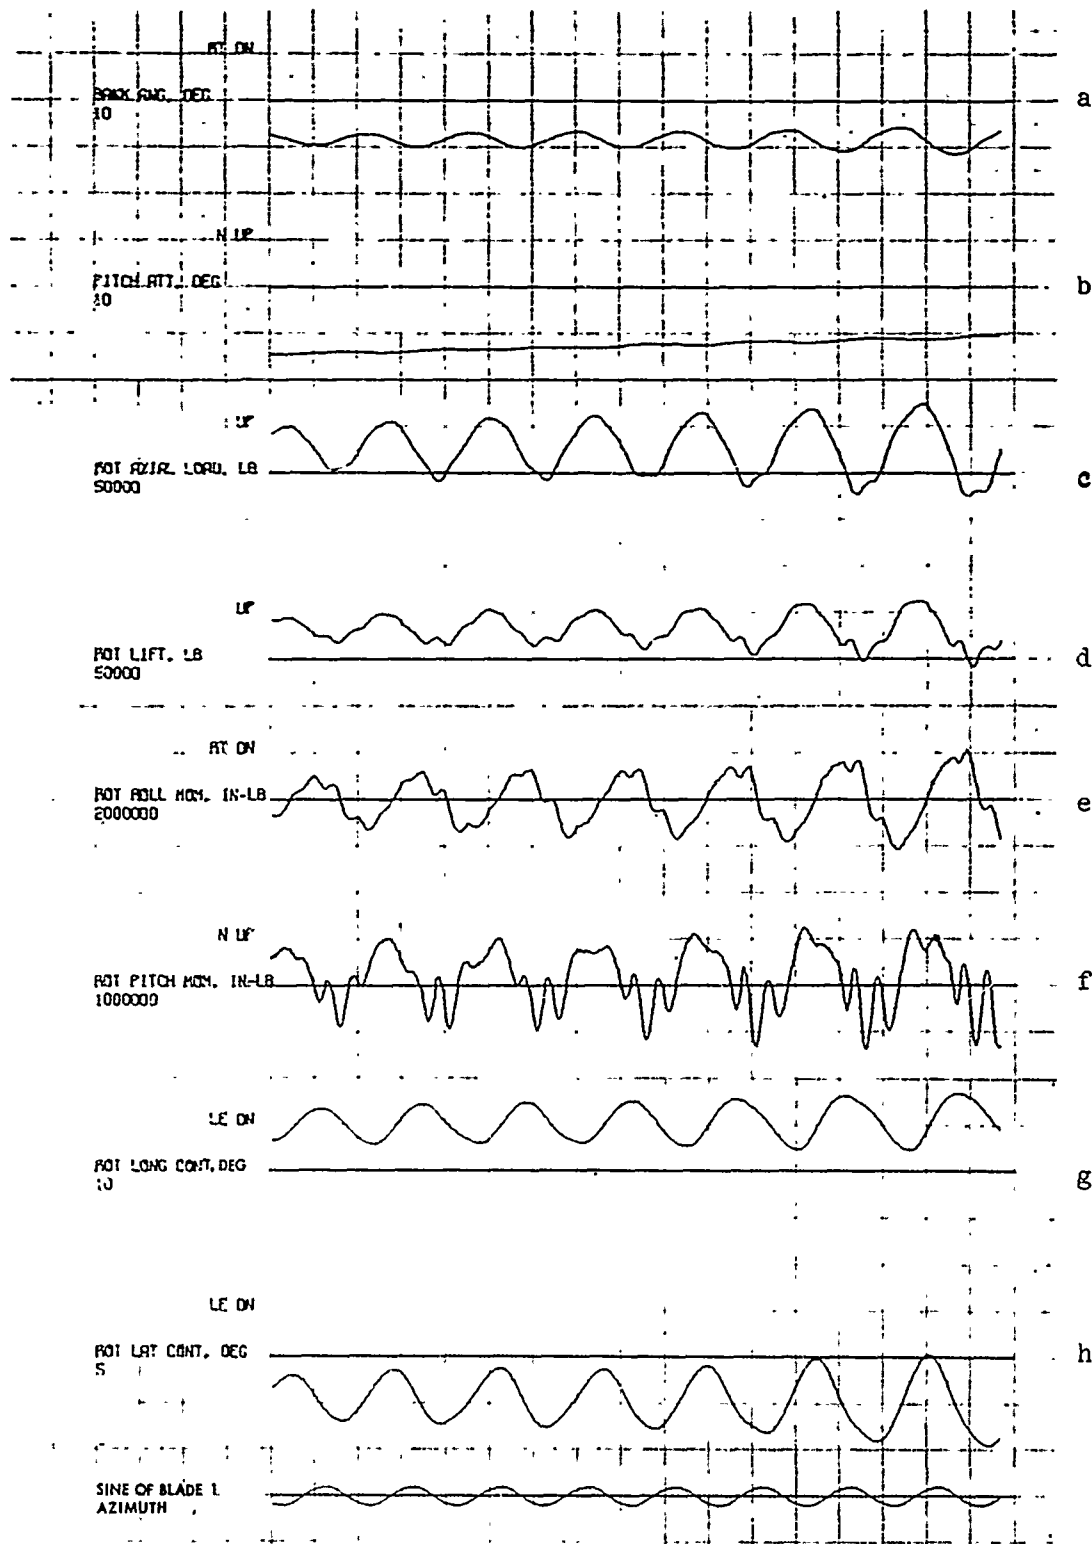 RT DN
BANK ANG, DEG
10
a
N UP
PITCH ATT, DEG
10
b
UP
ROT AXIAL LOAD, LB
50000
c
UP
ROT LIFT, LB
50000
d
RT DN
ROT ROLL MOM, IN-LB
2000000
e
N UP
ROT PITCH MOM, IN-LB
1000000
f
LE DN
ROT LONG CONT, DEG
10
g
LE DN
ROT LAT CONT, DEG
5
h
SINE OF BLADE 1
AZIMUTH